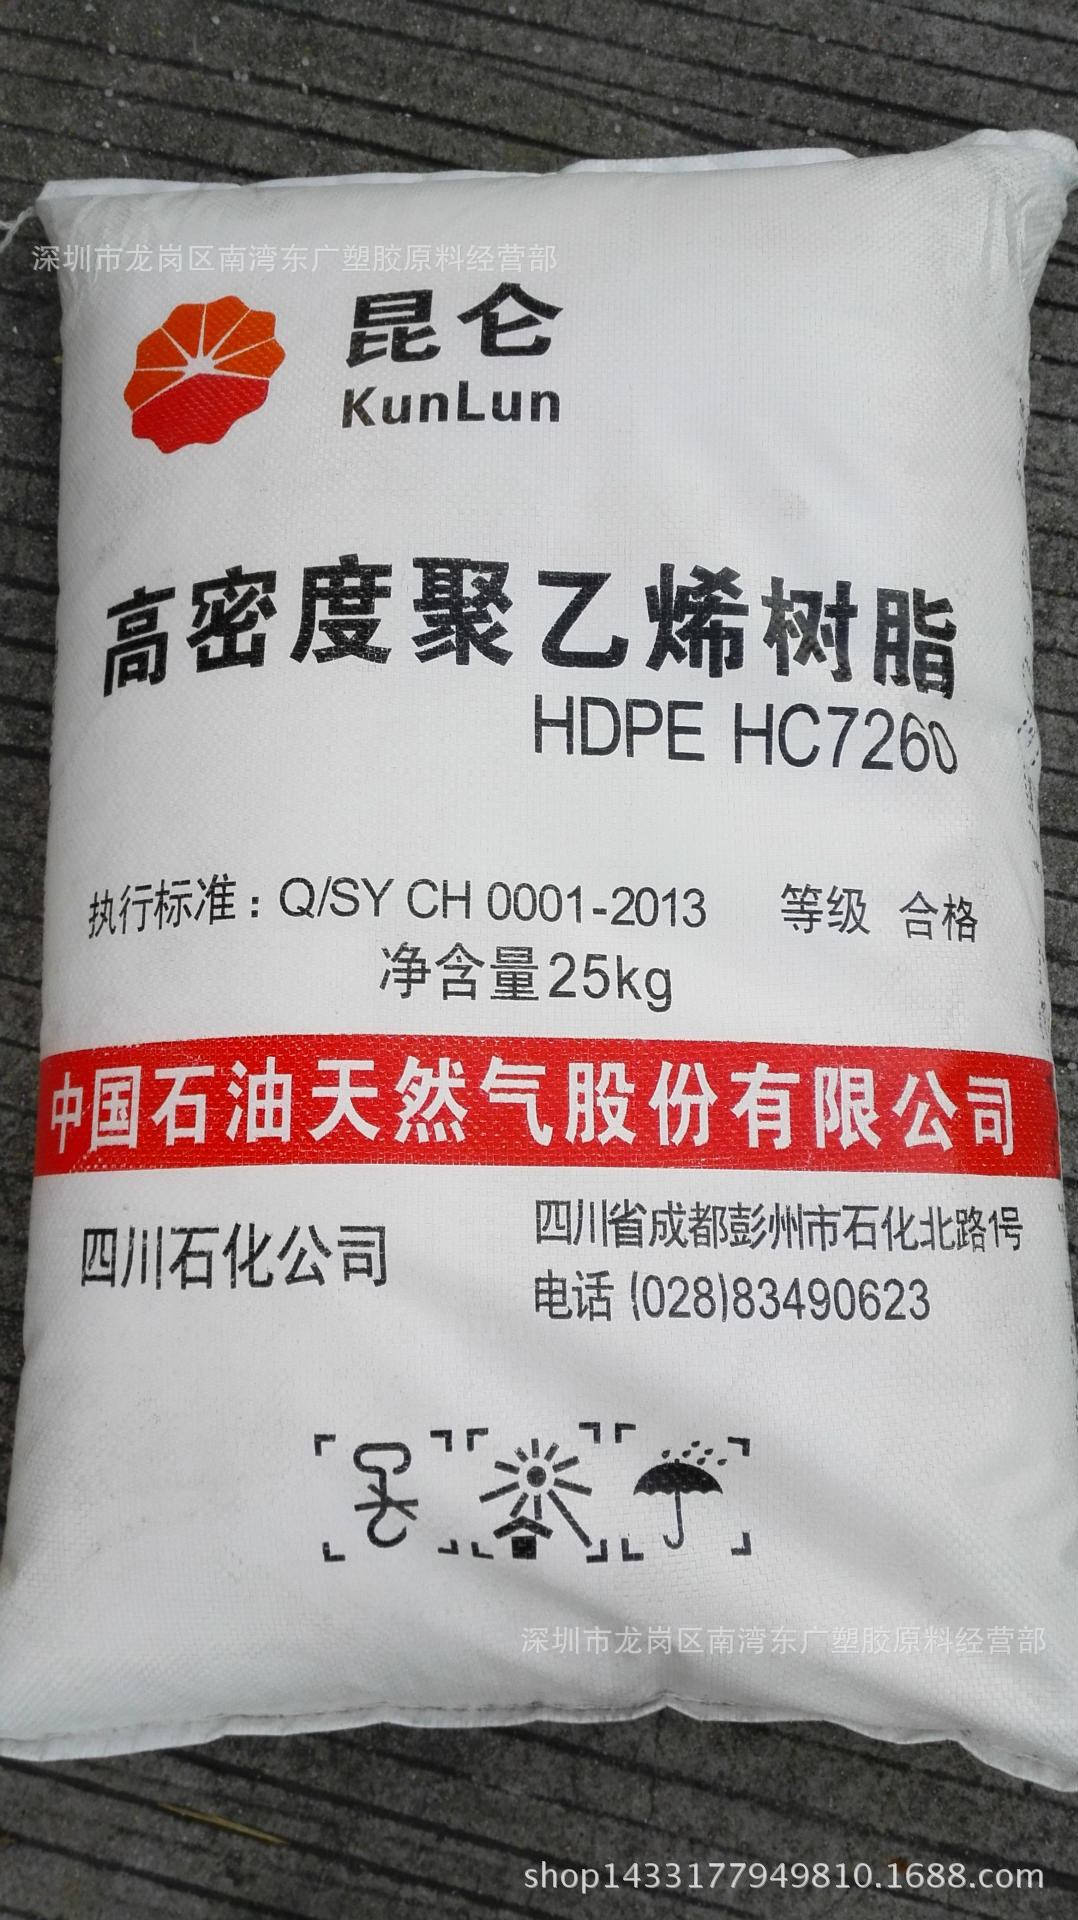 深圳市龙岗区南湾东广塑胶原料经营部
昆仑
KunLun
高密度聚乙烯树脂
HDPE HC7260
执行标准：Q/SY CH 0001-2013 等级 合格
净含量25kg
中国石油天然气股份有限公司
四川石化公司
四川省成都彭州市石化北路1号
电话 (028)83490623
深圳市龙岗区南湾东广塑胶原料经营部
shop1433177949810.1688.com